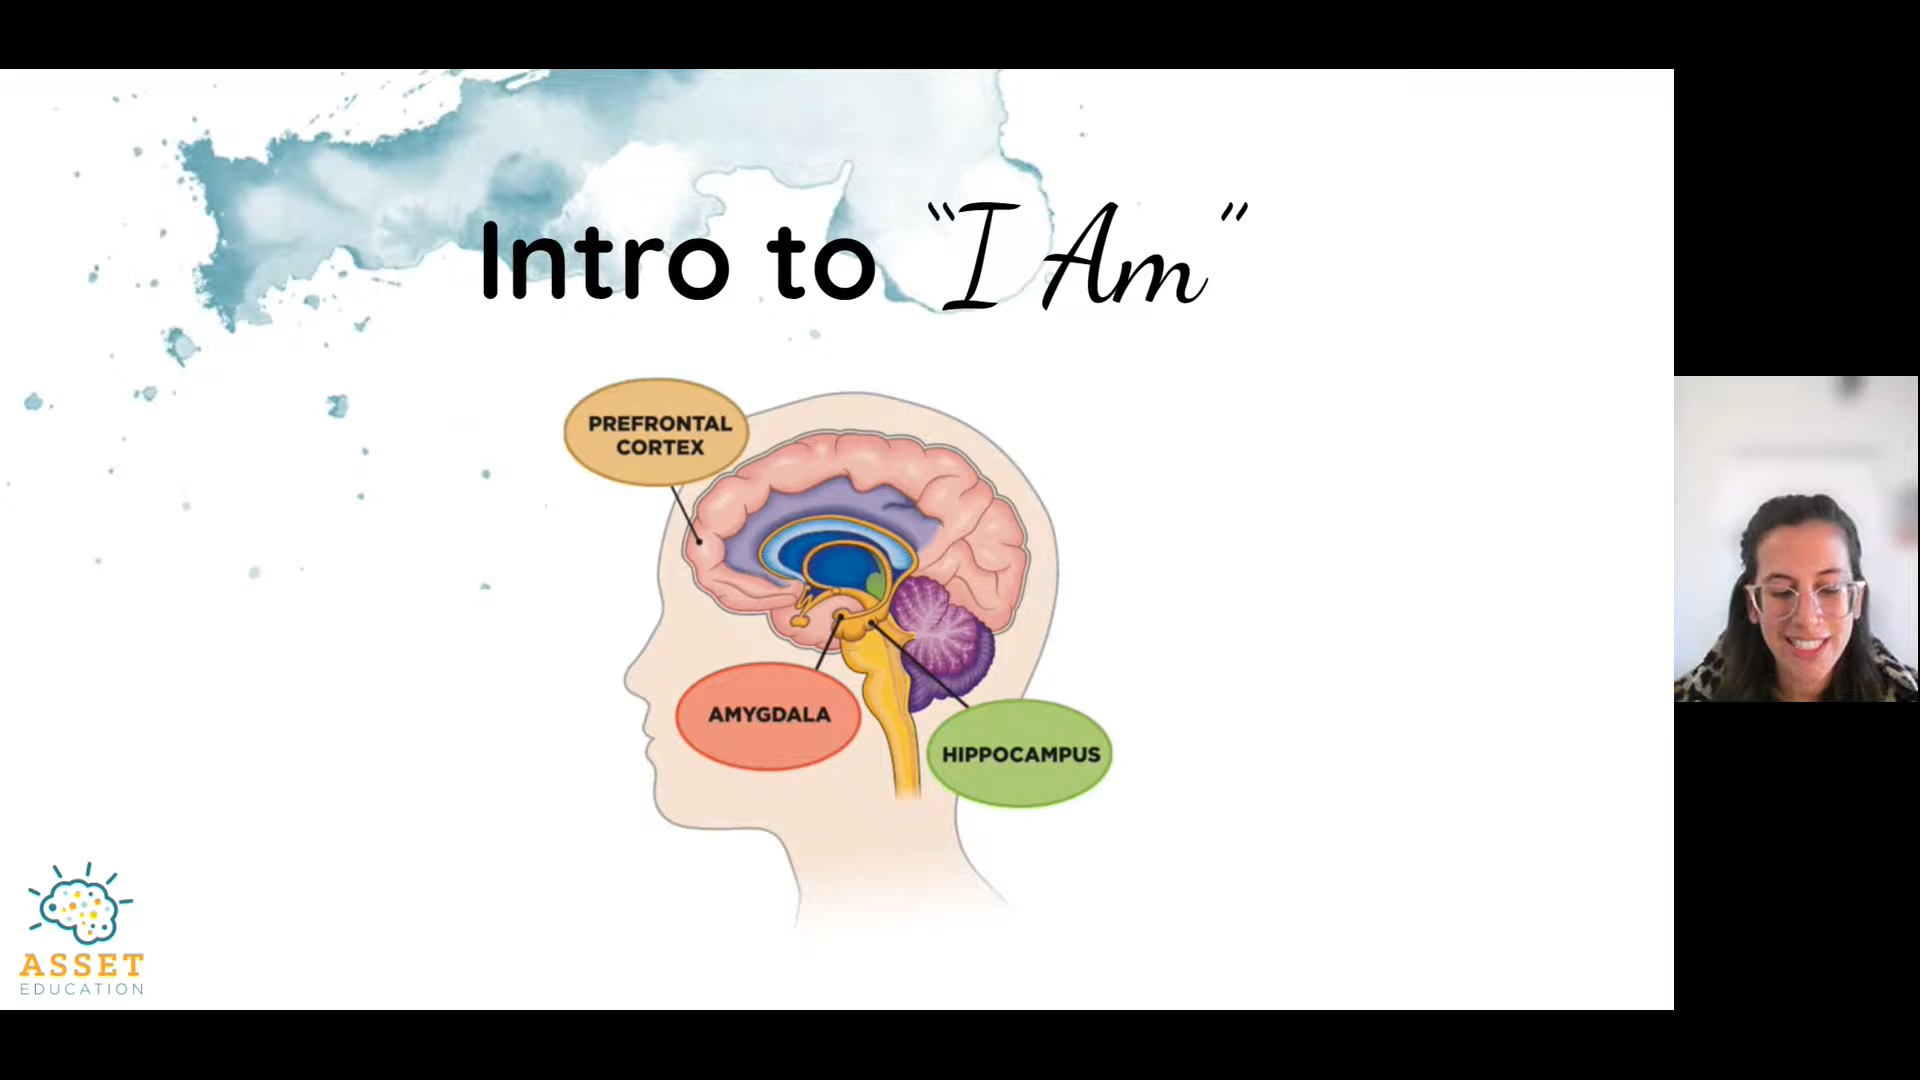 Intro to “I Am”
PREFRONTAL
CORTEX
AMYGDALA
HIPPOCAMPUS
ASSET
EDUCATION